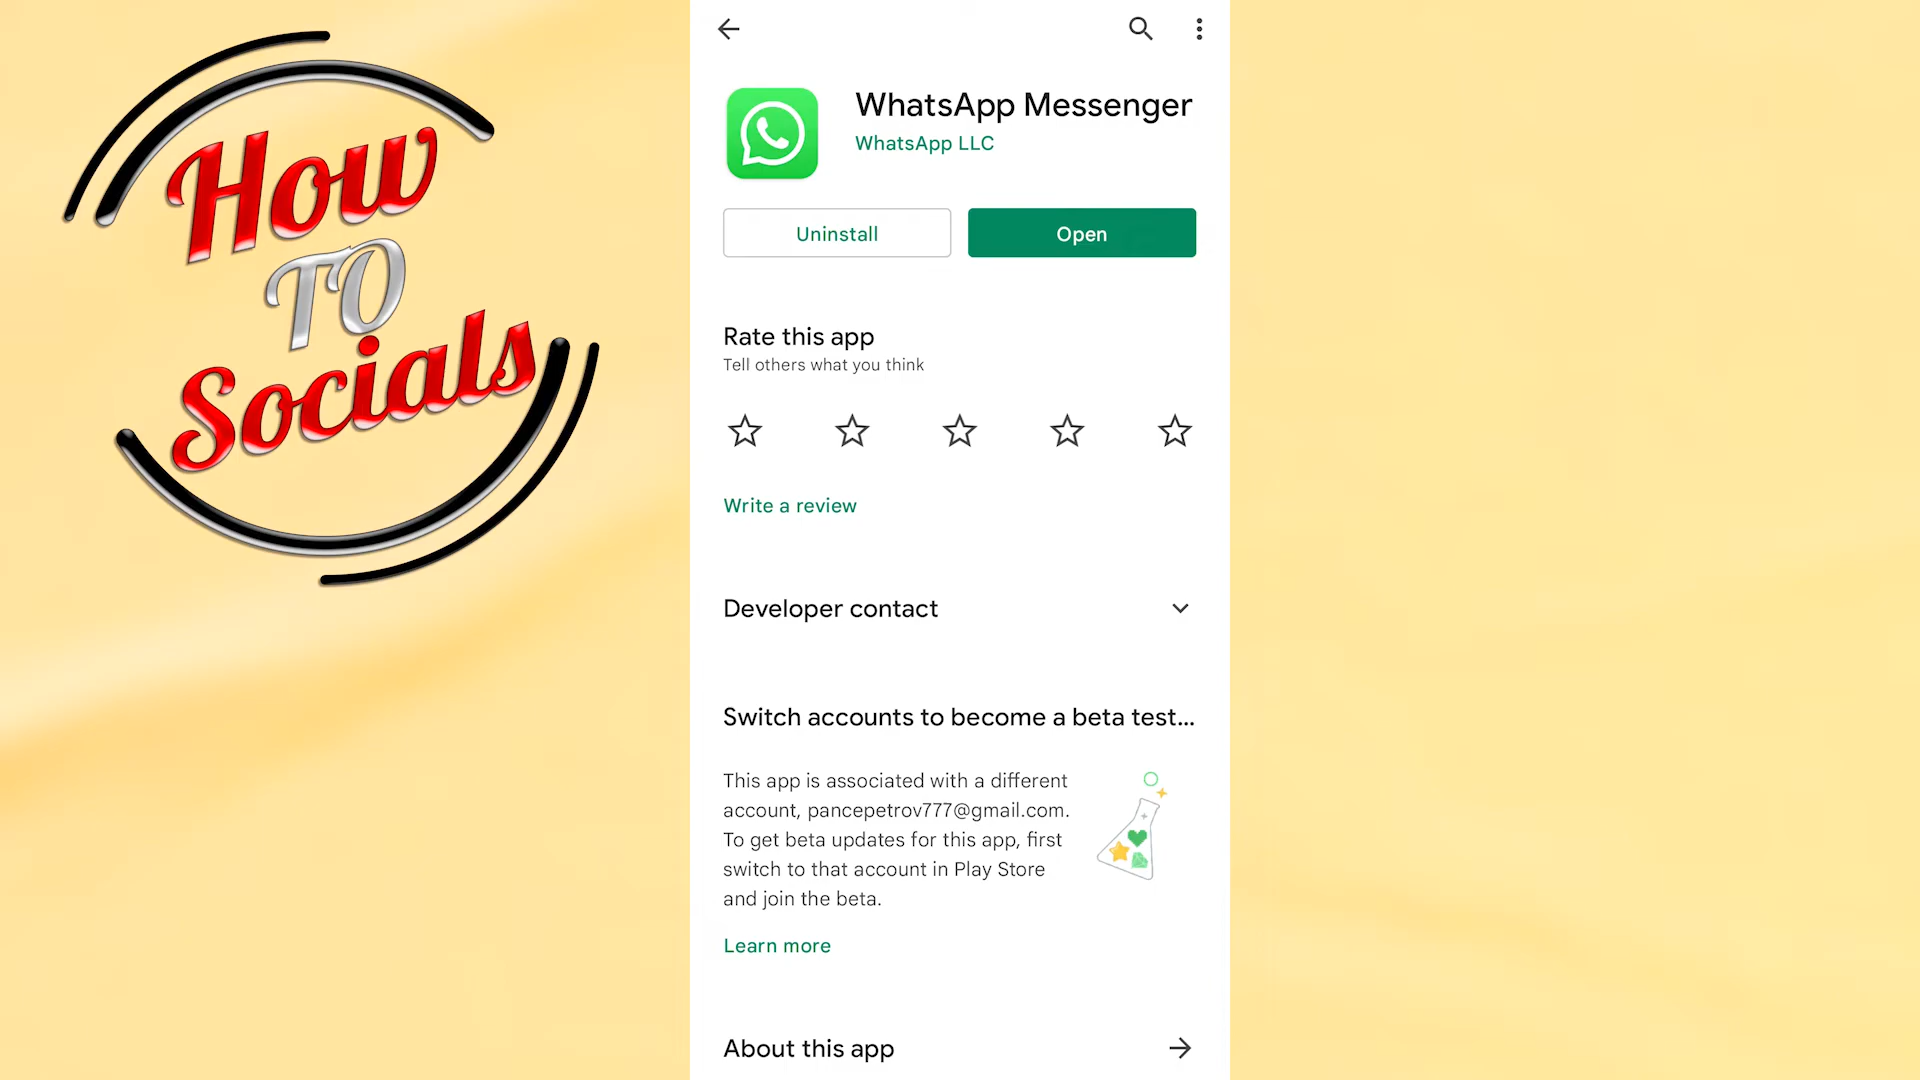 How
TO
Socials
WhatsApp Messenger
WhatsApp LLC
Uninstall
Open
Rate this app
Tell others what you think
Write a review
Developer contact
Switch accounts to become a beta test...
This app is associated with a different
account, pancepetrov777@gmail.com.
To get beta updates for this app, first
switch to that account in Play Store
and join the beta.
Learn more
About this app